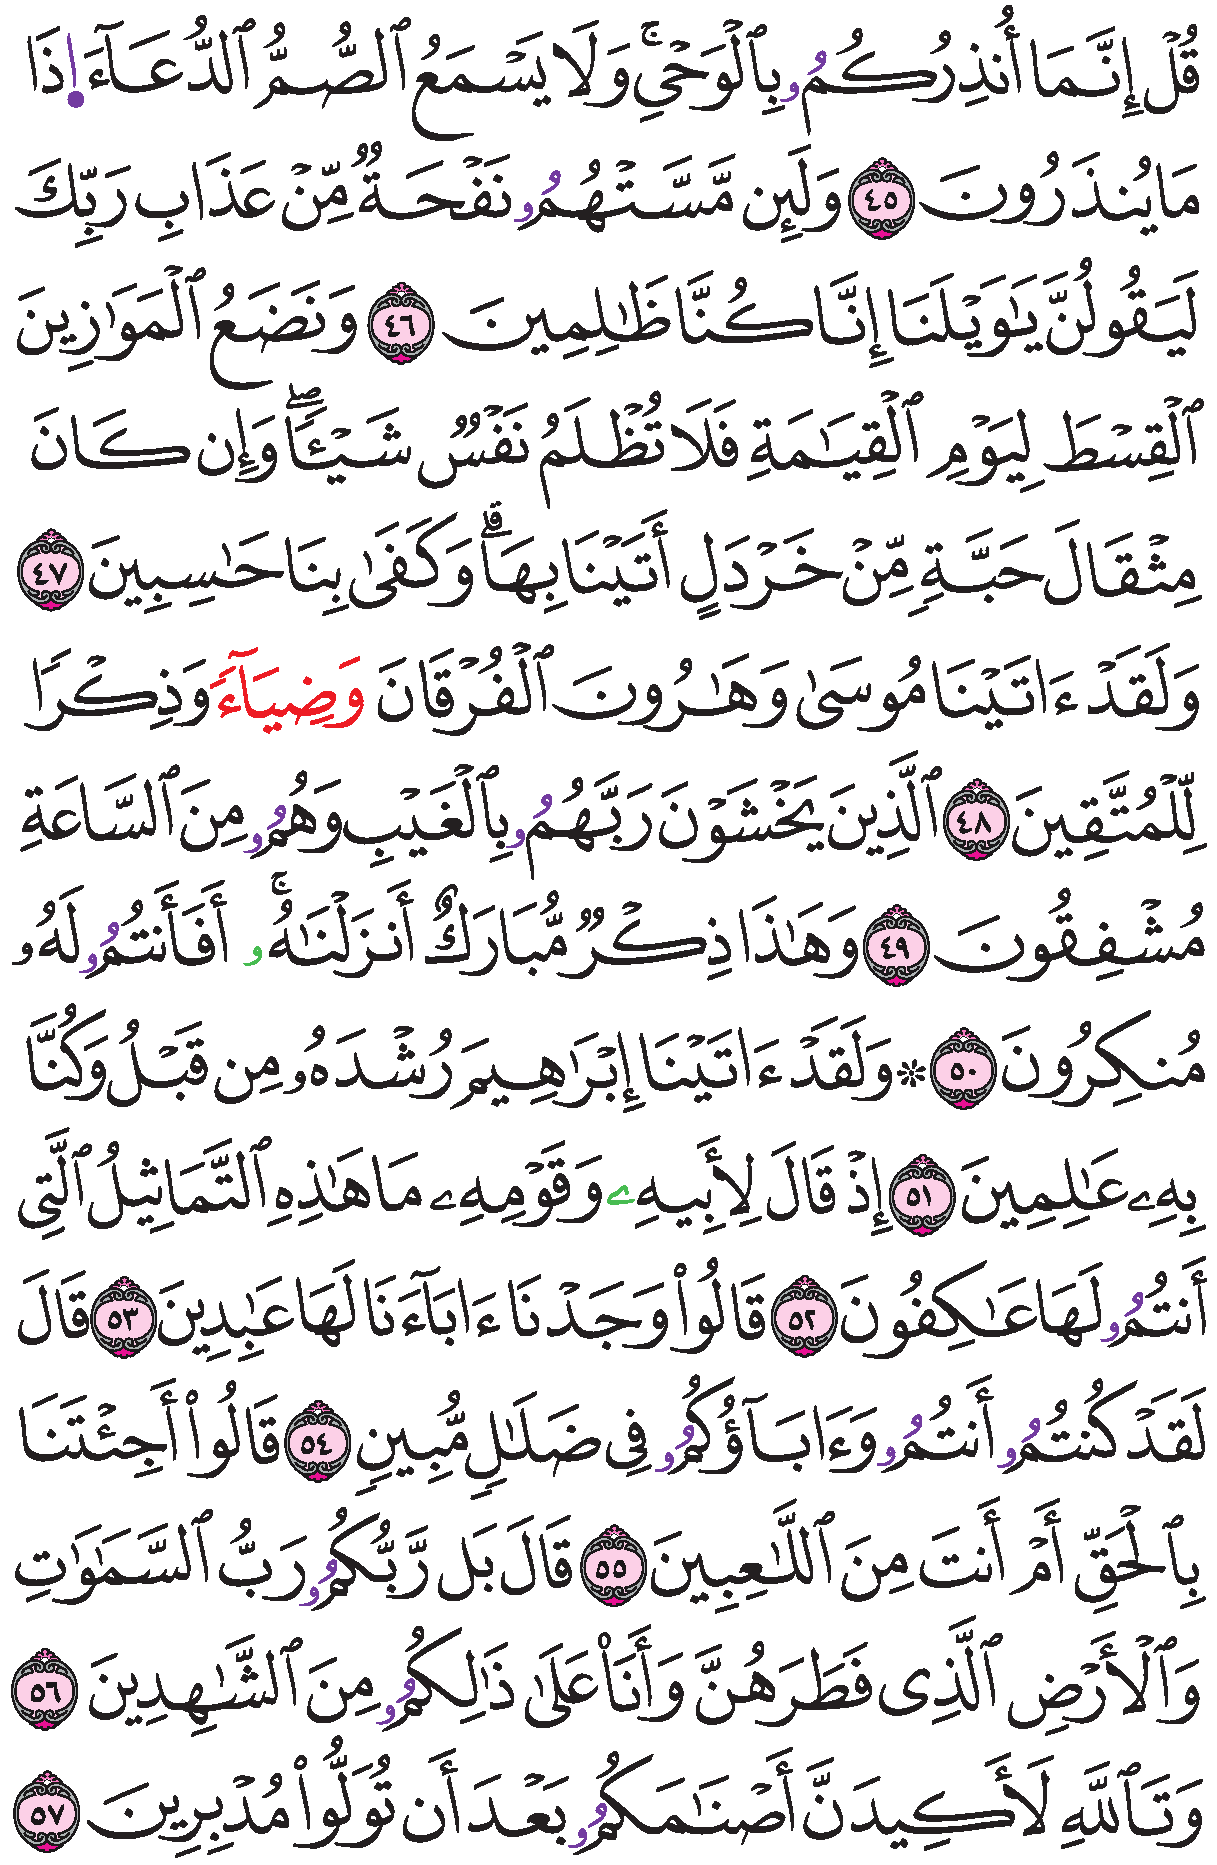 قُلۡ إِنَّمَآ أُنذِرُكُمُۥ بِٱلۡوَحۡيِۚ وَلَا يَسۡمَعُ ٱلصُّمُّ ٱلدُّعَآءَ ا۪ذَا
مَا يُنذَرُونَ ٤٥ وَلَئِن مَّسَّتۡهُمُۥ نَفۡحَةٞ مِّنۡ عَذَابِ رَبِّكَ
لَيَقُولُنَّ يَٰوَيۡلَنَآ إِنَّا كُنَّا ظَٰلِمِينَ ٤٦ وَنَضَعُ ٱلۡمَوَٰزِينَ
ٱلۡقِسۡطَ لِيَوۡمِ ٱلۡقِيَٰمَةِ فَلَا تُظۡلَمُ نَفۡسٞ شَيۡـٔٗاۖ وَإِن كَانَ
مِثۡقَالَ حَبَّةٖ مِّنۡ خَرۡدَلٍ أَتَيۡنَا بِهَاۗ وَكَفَىٰ بِنَا حَٰسِبِينَ ٤٧
وَلَقَدۡ ءَاتَيۡنَا مُوسَىٰ وَهَٰرُونَ ٱلۡفُرۡقَانَ وَضِيَآءٗ وَذِكۡرٗا
لِّلۡمُتَّقِينَ ٤٨ ٱلَّذِينَ يَخۡشَوۡنَ رَبَّهُمُۥ بِٱلۡغَيۡبِ وَهُمُۥ مِنَ ٱلسَّاعَةِ
مُشۡفِقُونَ ٤٩ وَهَٰذَا ذِكۡرٞ مُّبَارَكٌ أَنزَلۡنَٰهُۥۚ أَفَأَنتُمُۥ لَهُۥ
مُنكِرُونَ ٥٠ ۞ وَلَقَدۡ ءَاتَيۡنَآ إِبۡرَٰهِيمَ رُشۡدَهُۥ مِن قَبۡلُ وَكُنَّا
بِهِۦ عَٰلِمِينَ ٥١ إِذۡ قَالَ لِأَبِيهِۦ وَقَوۡمِهِۦ مَا هَٰذِهِ ٱلتَّمَاثِيلُ ٱلَّتِي
أَنتُمُۥ لَهَا عَٰكِفُونَ ٥٢ قَالُواْ وَجَدۡنَآ ءَابَآءَنَا لَهَا عَٰبِدِينَ ٥٣ قَالَ
لَقَدۡ كُنتُمُۥ أَنتُمُۥ وَءَابَآؤُكُمُۥ فِي ضَلَٰلٖ مُّبِينٖ ٥٤ قَالُوٓاْ أَجِئۡتَنَا
بِٱلۡحَقِّ أَمۡ أَنتَ مِنَ ٱللَّٰعِبِينَ ٥٥ قَالَ بَل رَّبُّكُمُۥ رَبُّ ٱلسَّمَٰوَٰتِ
وَٱلۡأَرۡضِ ٱلَّذِي فَطَرَهُنَّ وَأَنَا۠ عَلَىٰ ذَٰلِكُمُۥ مِنَ ٱلشَّٰهِدِينَ ٥٦
وَتَٱللَّهِ لَأَكِيدَنَّ أَصۡنَٰمَكُمُۥ بَعۡدَ أَن تُوَلُّواْ مُدۡبِرِينَ ٥٧